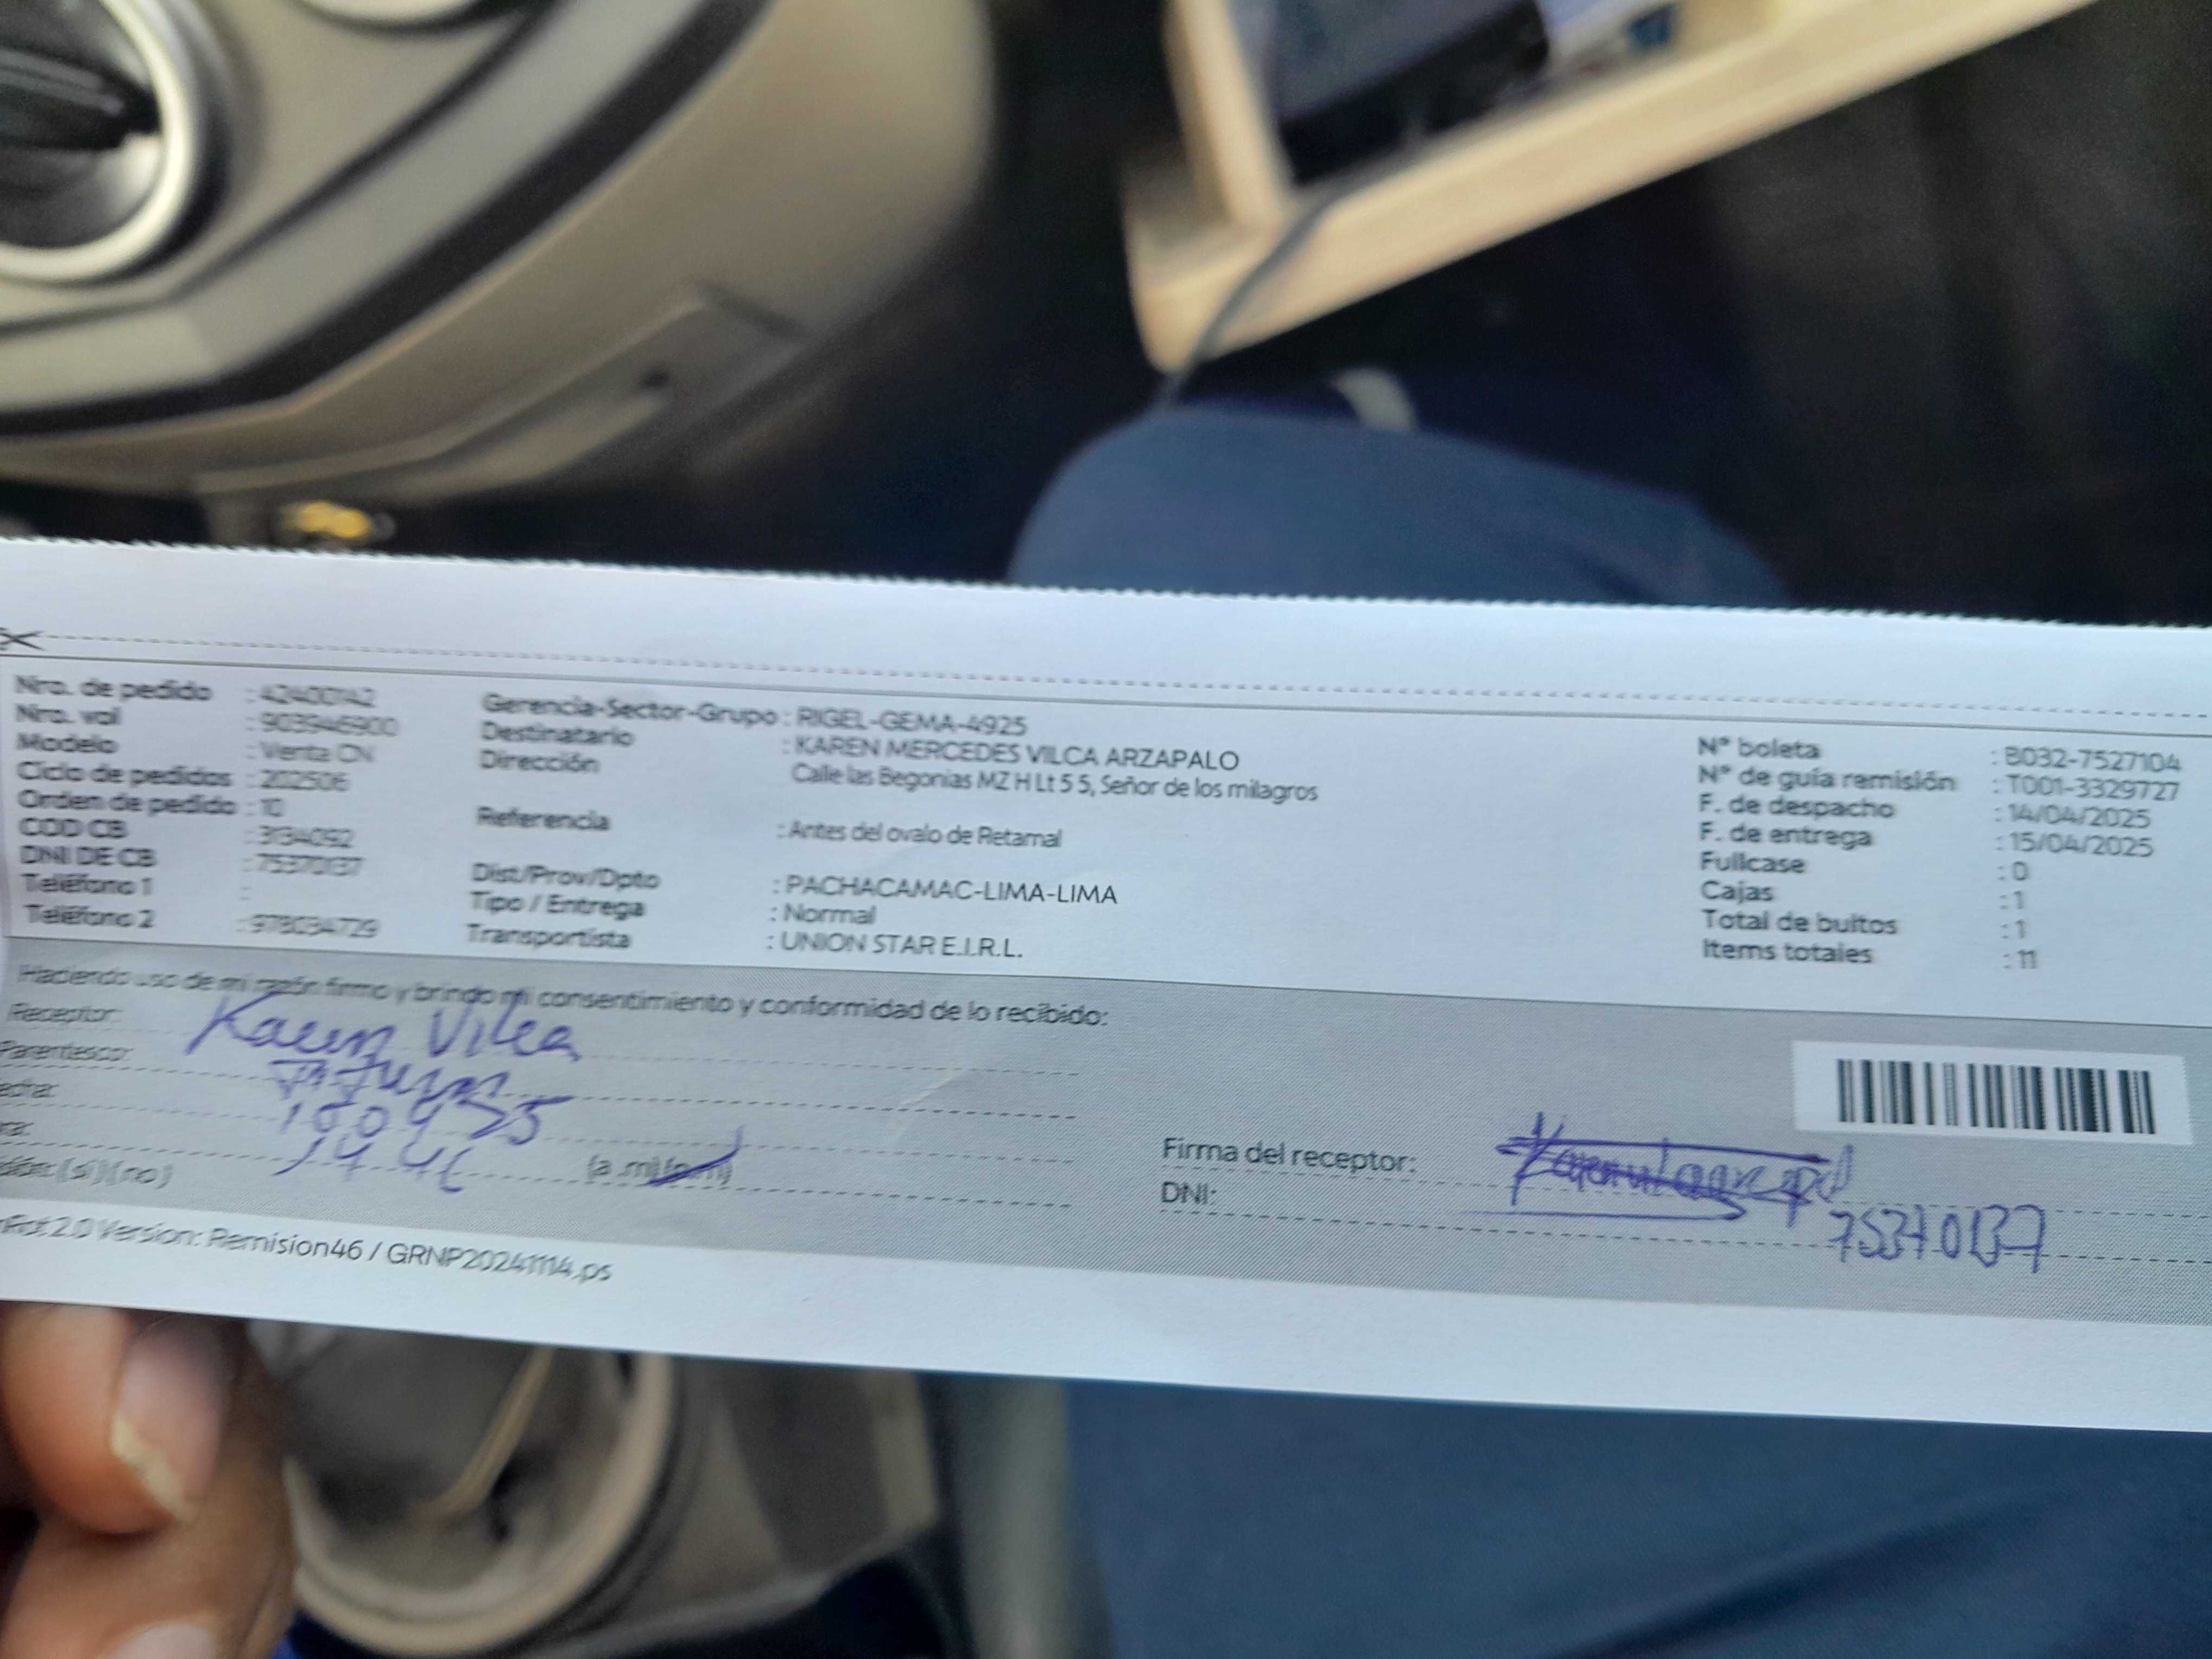 Nro. de pedido : 42400142
Nro. val : 903946900
Modelo : Venta CN
Ciclo de pedidos : 202506
Orden de pedido : 10
COD CB : 3134092
DNI DE CB : 75370137
Teléfono 1 :
Teléfono 2 : 978034729
Gerencia-Sector-Grupo : RIGEL-GEMA-4925
Destinatario : KAREN MERCEDES VILCA ARZAPALO
Dirección Calle las Begonias MZ H Lt 5 5, Señor de los milagros
Referencia : Antes del ovalo de Retamal
Dist/Prov/Dpto : PACHACAMAC-LIMA-LIMA
Tipo / Entrega : Normal
Transportista : UNION STAR E.I.R.L.
N° boleta : B032-7527104
N° de guía remisión : T001-3329727
F. de despacho : 14/04/2025
F. de entrega : 15/04/2025
Fullcase : 0
Cajas : 1
Total de bultos : 1
Items totales : 11
Haciendo uso de mi razón firmo y brindo mi consentimiento y conformidad de lo recibido:
Receptor: Karen Vilca
Parentesco:
(si) (no) (a.m) (p.m)
Firma del receptor:
DNI: 75370137
2.0 Version: Remision46 / GRNP20241114.ps